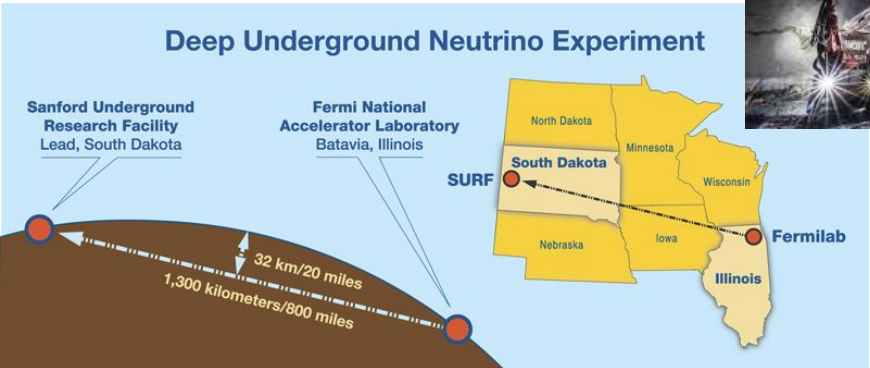 Deep Underground Neutrino Experiment
Sanford Underground
Research Facility
Lead, South Dakota
Fermi National
Accelerator Laboratory
Batavia, Illinois
32 km/20 miles
1,300 kilometers/800 miles
North Dakota
Minnesota
South Dakota
SURF
Wisconsin
Nebraska
Iowa
Fermilab
Illinois